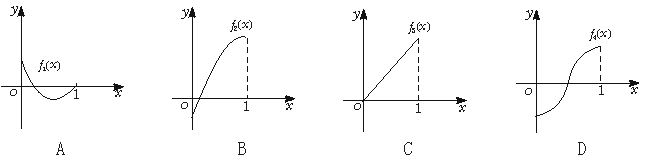 y
f₁(x)
O
1
x
A
y
f₂(x)
O
1
x
B
y
f₃(x)
O
1
x
C
y
f₄(x)
O
1
x
D